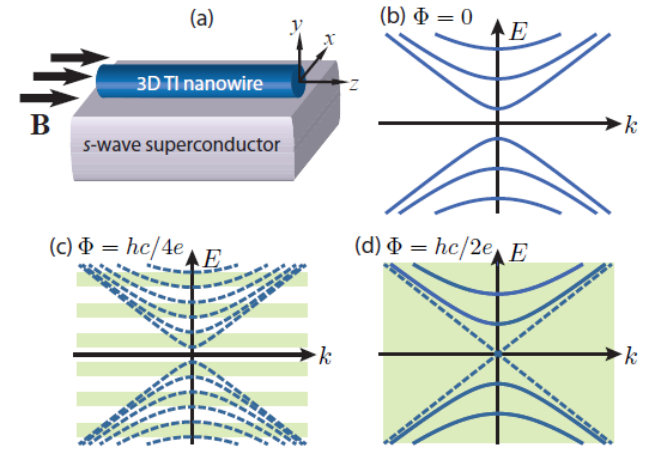 (a)
y
x
3D TI nanowire
z
B
s-wave superconductor
(b) Φ = 0
E
k
(c) Φ = hc/4e
E
k
(d) Φ = hc/2e
E
k